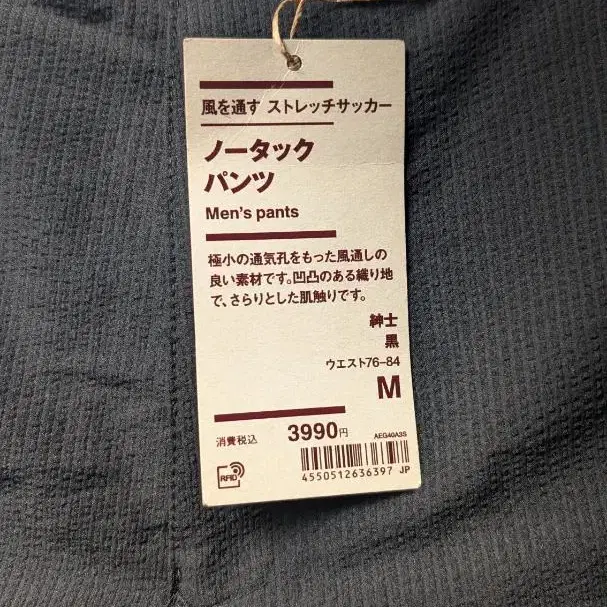 風を通す ストレッチサッカー
ノータック
パンツ
Men's pants
極小の通気孔をもった風通しの
良い素材です。凹凸のある織り地
で、さらりとした肌触りです。
紳士
黒
ウエスト76-84
M
消費税込 3990円
AEG40A3S
RFID
4550512636397 JP